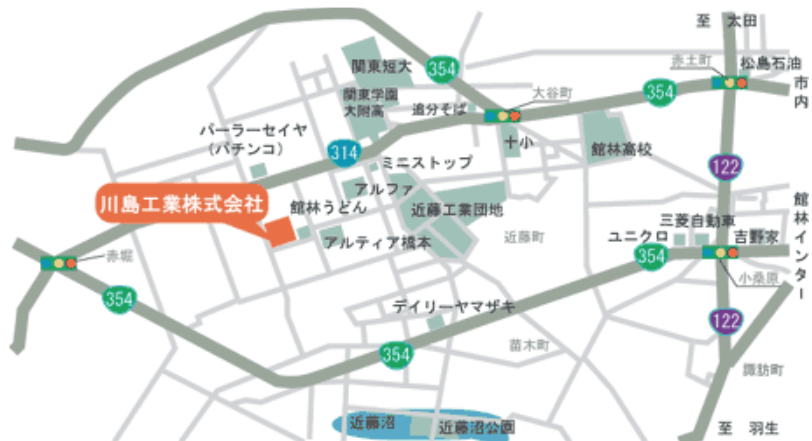 至 太田
赤土町
松島石油
市内
関東短大
354
354
大谷町
関東学園
大附高
追分そば
十小
館林高校
パーラーセイヤ
(パチンコ)
314
ミニストップ
122
アルファ
川島工業株式会社
館林うどん
近藤工業団地
館林インター
三菱自動車
近藤町
ユニクロ
吉野家
アルティア橋本
赤堀
354
小桑原
354
デイリーヤマザキ
122
苗木町
354
諏訪町
近藤沼
近藤沼公園
至 羽生